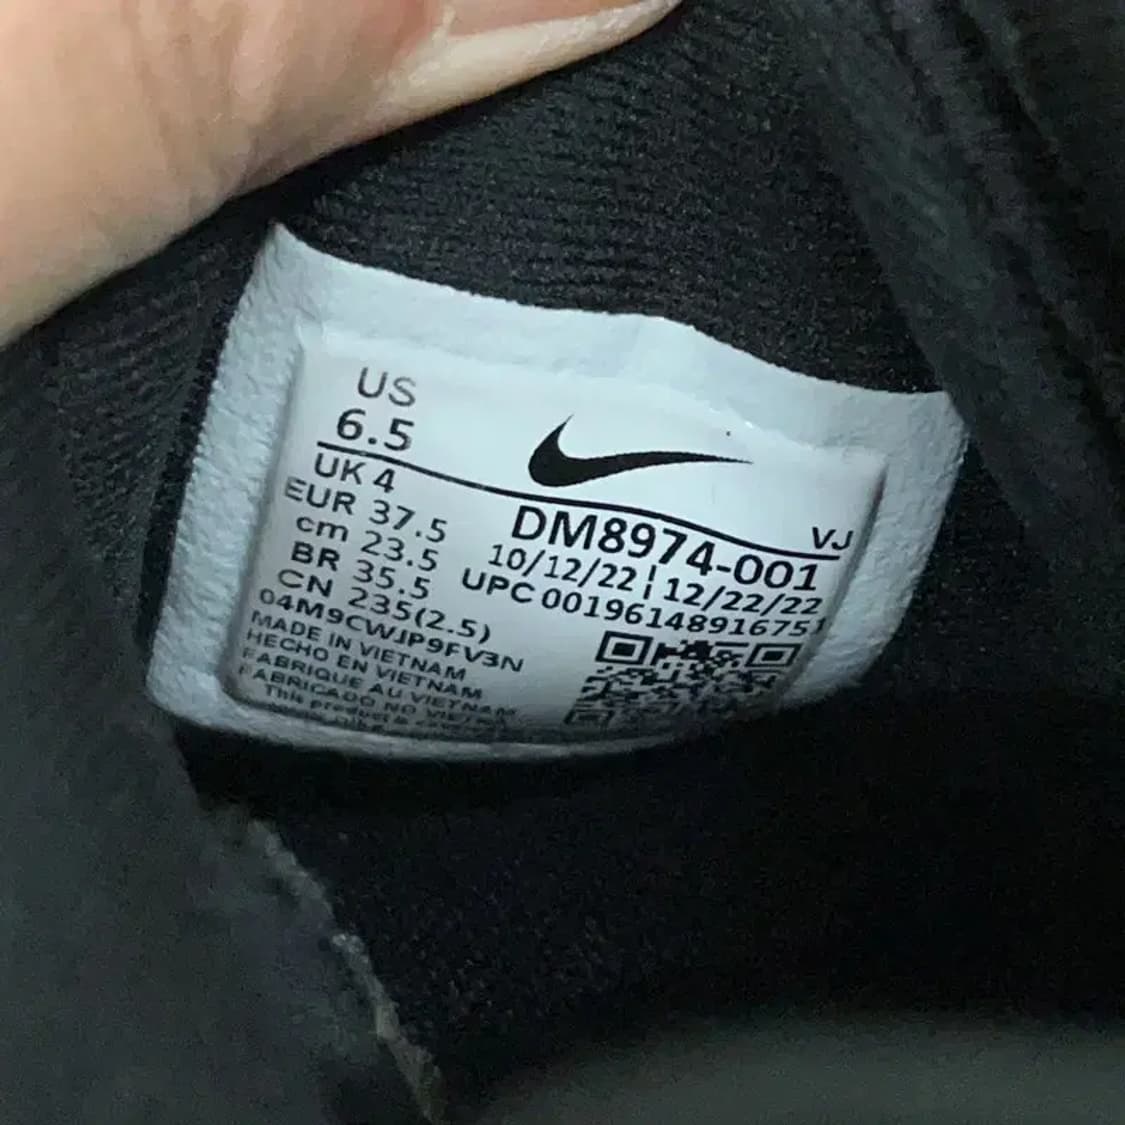 US
6.5
UK 4
EUR 37.5
cm 23.5
BR 35.5
CN 235(2.5)
VJ
DM8974-001
10/12/22 ¦ 12/22/22
UPC 00196148916751
04M9CWJP9FV3N
MADE IN VIETNAM
HECHO EN VIETNAM
FABRIQUE AU VIETNAM
FABRICADO NO VIETNAM
This product